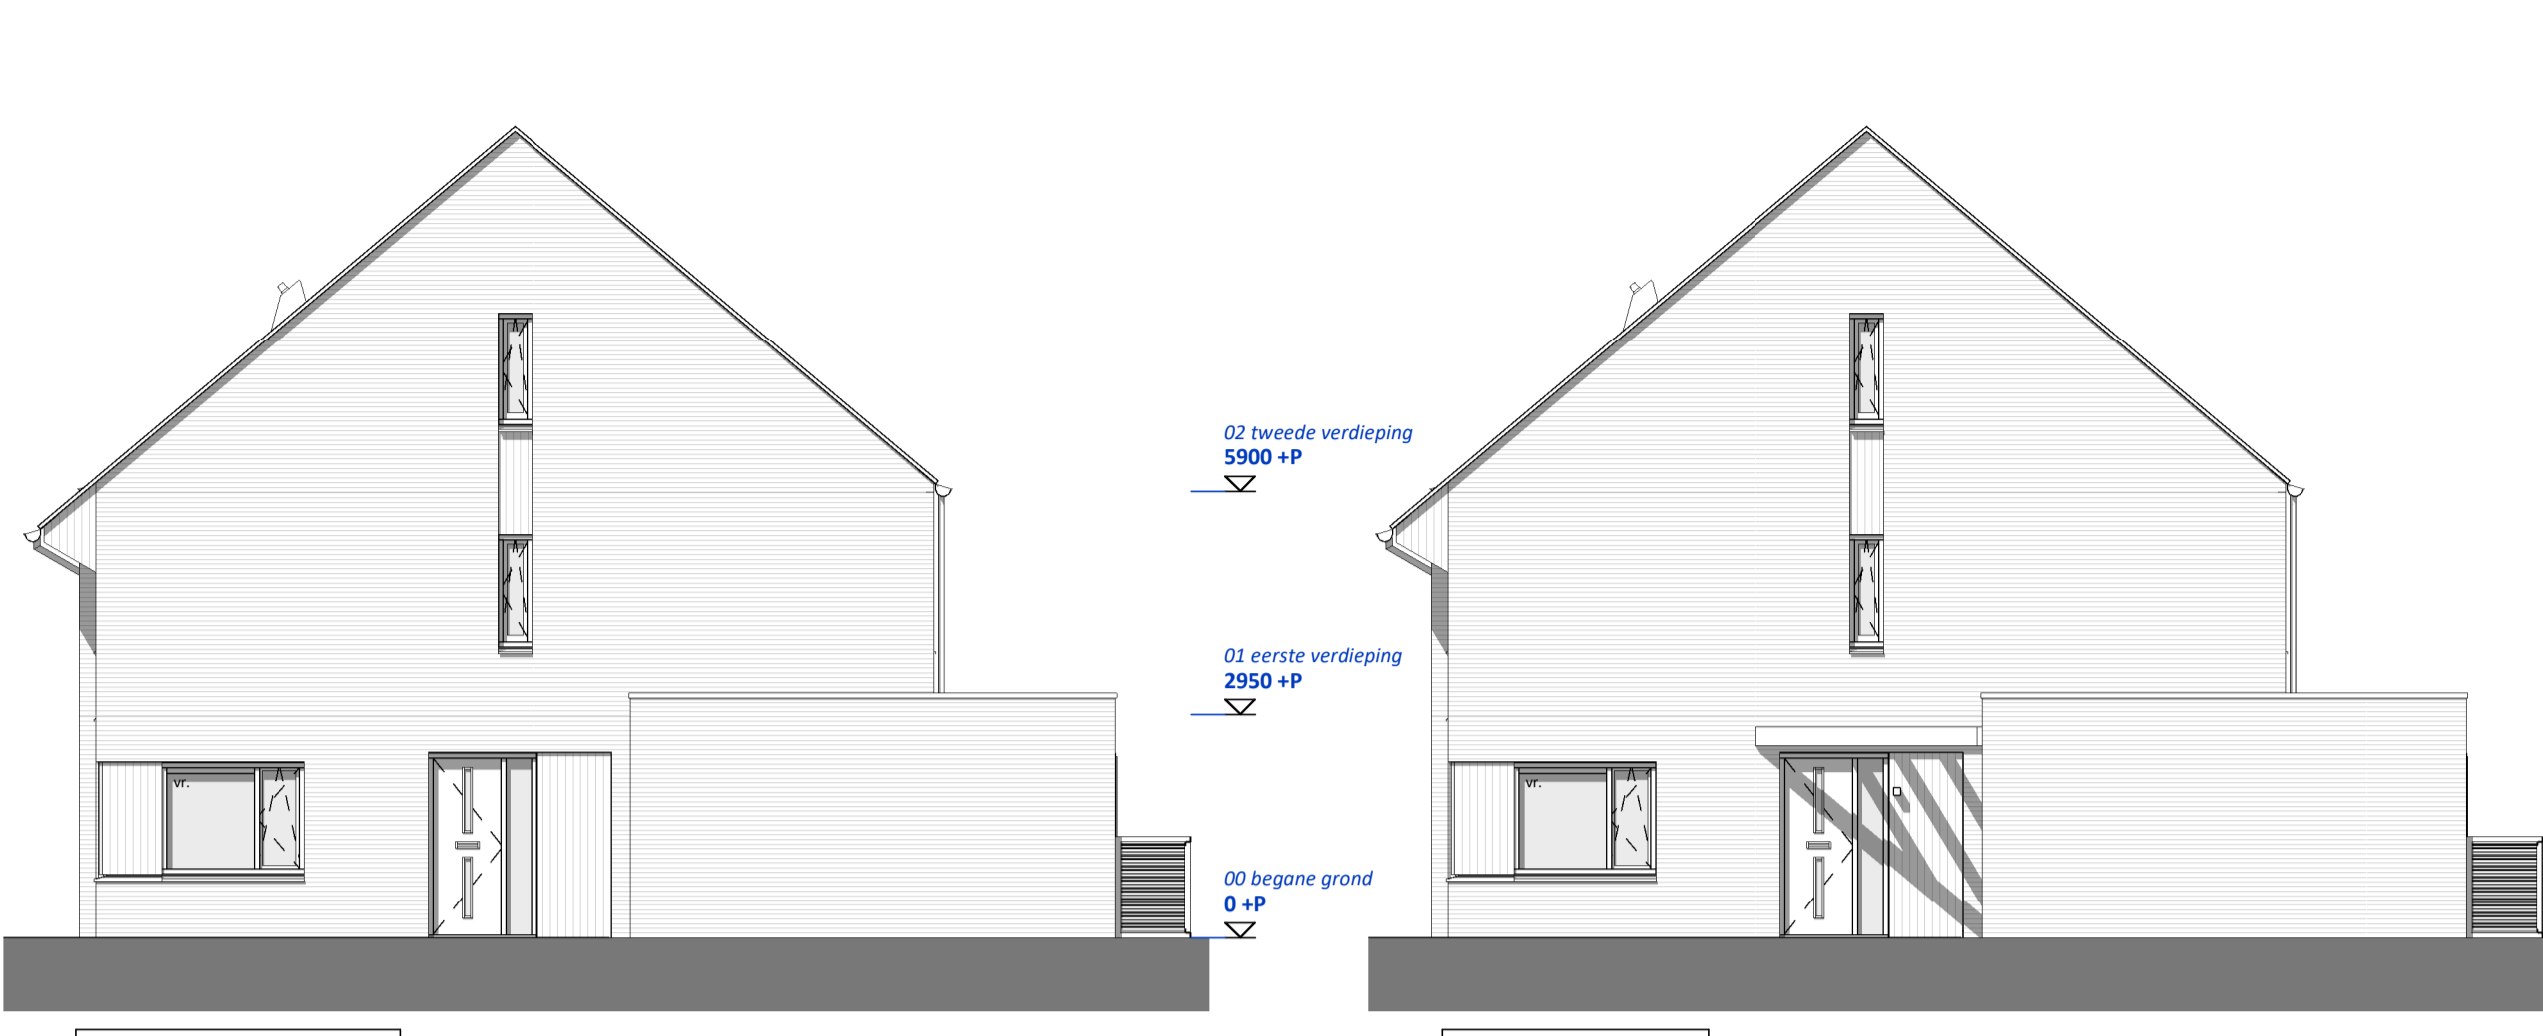 02 tweede verdieping
5900 +P
01 eerste verdieping
2950 +P
vr.
vr.
00 begane grond
0 +P